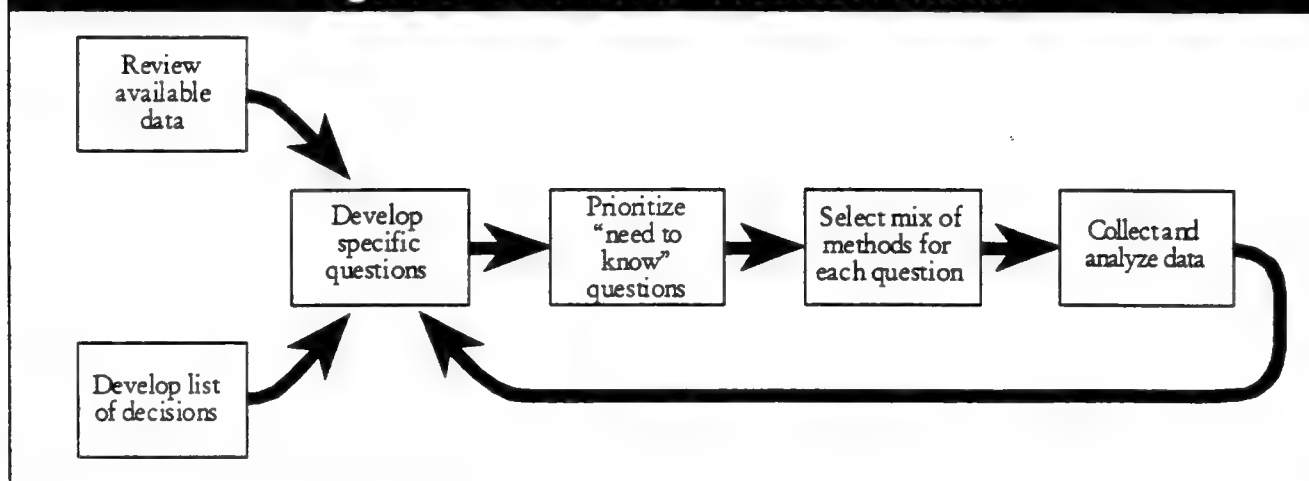 Review
available
data
Develop
specific
questions
Prioritize
“need to
know”
questions
Select mix of
methods for
each question
Collect and
analyze data
Develop list
of decisions